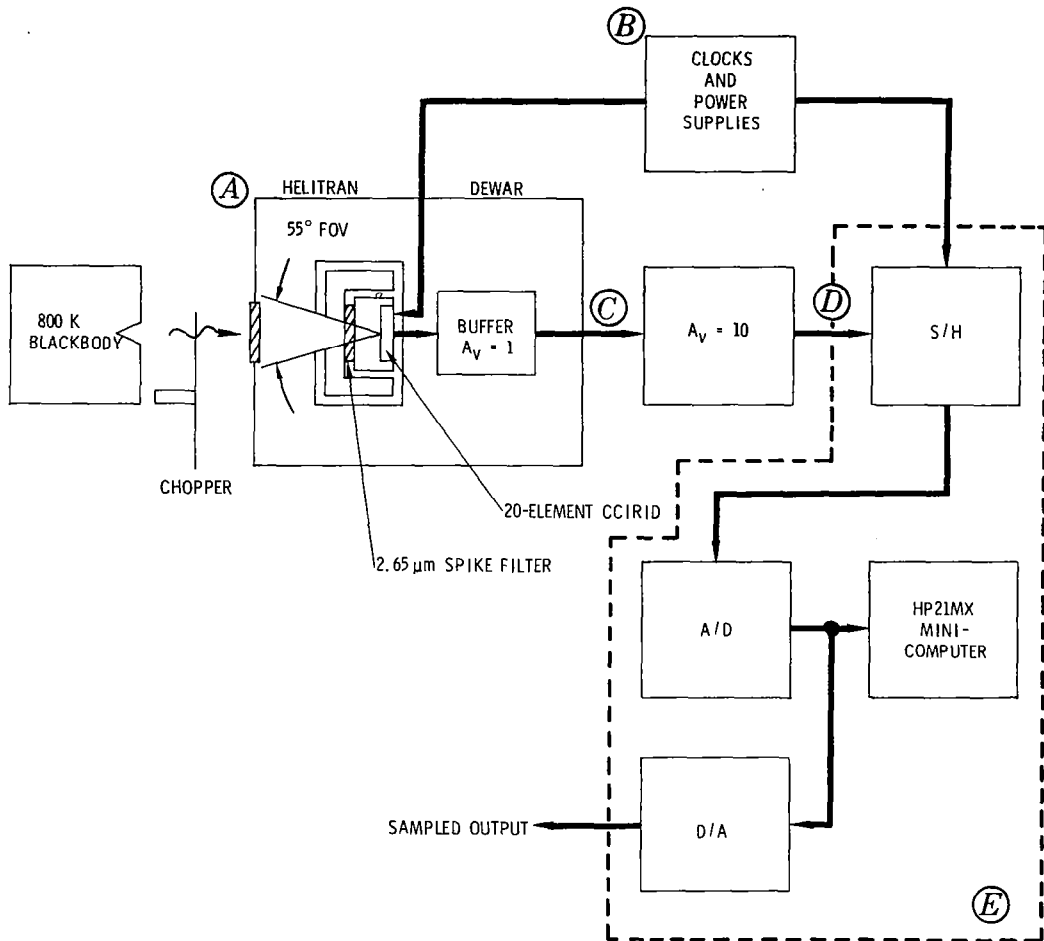 B
CLOCKS
AND
POWER
SUPPLIES
A
HELITRAN
DEWAR
55° FOV
800 K
BLACKBODY
BUFFER
A_V = 1
C
A_V = 10
D
S/H
CHOPPER
20-ELEMENT CCIRID
2.65 μm SPIKE FILTER
A/D
HP21MX
MINI-
COMPUTER
SAMPLED OUTPUT
D/A
E